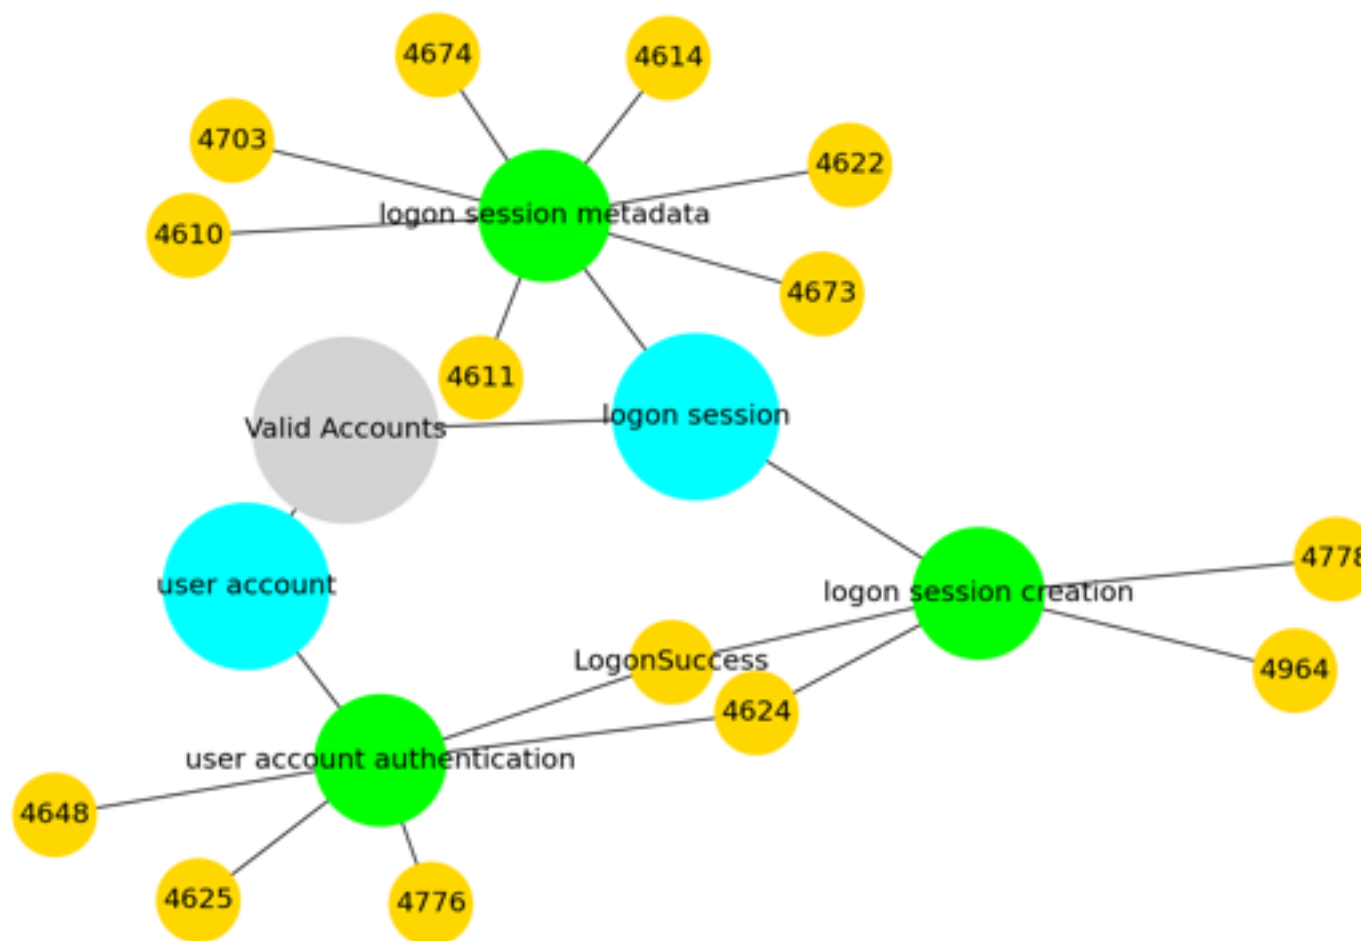 4674
4614
4703
4622
logon session metadata
4610
4673
4611
logon session
Valid Accounts
4778
user account
logon session creation
LogonSuccess
4964
4624
user account authentication
4648
4625
4776